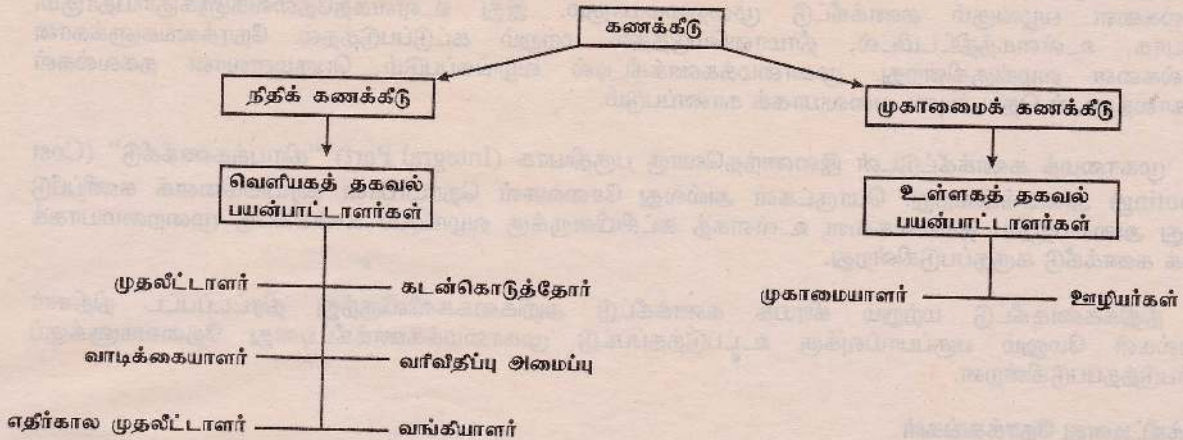 கணக்கீடு
நிதிக் கணக்கீடு
முகாமைக் கணக்கீடு
வெளியகத் தகவல்
பயன்பாட்டாளர்கள்
உள்ளகத் தகவல்
பயன்பாட்டாளர்கள்
முதலீட்டாளர் கடன்கொடுத்தோர்
முகாமையாளர் ஊழியர்கள்
வாடிக்கையாளர் வரிவிதிப்பு அமைப்பு
எதிர்கால முதலீட்டாளர் வங்கியாளர்